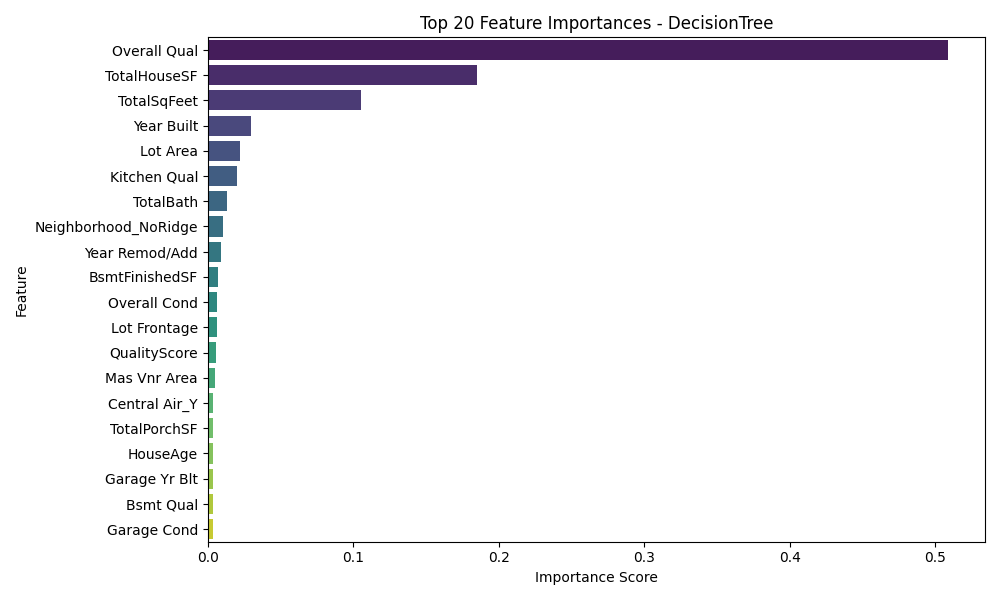 Top 20 Feature Importances - DecisionTree
Feature
Overall Qual
TotalHouseSF
TotalSqFeet
Year Built
Lot Area
Kitchen Qual
TotalBath
Neighborhood_NoRidge
Year Remod/Add
BsmtFinishedSF
Overall Cond
Lot Frontage
QualityScore
Mas Vnr Area
Central Air_Y
TotalPorchSF
HouseAge
Garage Yr Blt
Bsmt Qual
Garage Cond
0.0 0.1 0.2 0.3 0.4 0.5
Importance Score